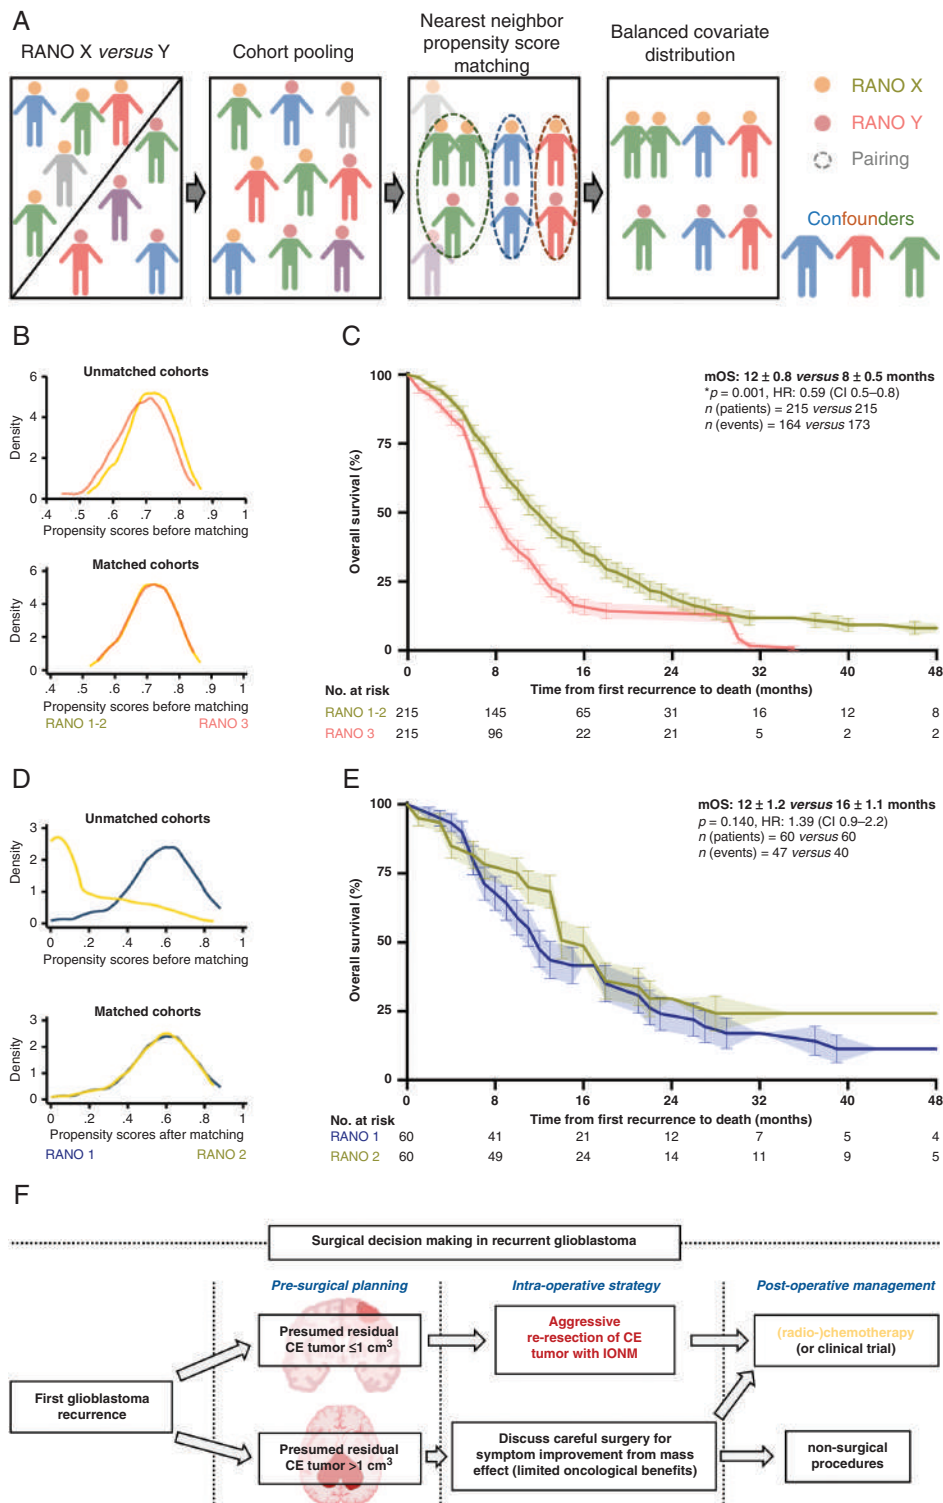 A
RANO X versus Y
Cohort pooling
Nearest neighbor
propensity score
matching
Balanced covariate
distribution
RANO X
RANO Y
Pairing
Confounders
B
Unmatched cohorts
6
4
2
0
Density
.4 .5 .6 .7 .8 .9 1
Propensity scores before matching
Matched cohorts
6
4
2
0
Density
.4 .5 .6 .7 .8 .9 1
Propensity scores before matching
RANO 1-2 RANO 3
C
mOS: 12 ± 0.8 versus 8 ± 0.5 months
*p = 0.001, HR: 0.59 (CI 0.5–0.8)
n (patients) = 215 versus 215
n (events) = 164 versus 173
100
75
50
25
0
Overall survival (%)
0 8 16 24 32 40 48
No. at risk Time from first recurrence to death (months)
RANO 1-2 215 145 65 31 16 12 8
RANO 3 215 96 22 21 5 2 2
D
Unmatched cohorts
3
2
1
0
Density
0 .2 .4 .6 .8 1
Propensity scores before matching
Matched cohorts
3
2
1
0
Density
0 .2 .4 .6 .8 1
Propensity scores after matching
RANO 1 RANO 2
E
mOS: 12 ± 1.2 versus 16 ± 1.1 months
p = 0.140, HR: 1.39 (CI 0.9–2.2)
n (patients) = 60 versus 60
n (events) = 47 versus 40
100
75
50
25
0
Overall survival (%)
0 8 16 24 32 40 48
No. at risk Time from first recurrence to death (months)
RANO 1 60 41 21 12 7 5 4
RANO 2 60 49 24 14 11 9 5
F
Surgical decision making in recurrent glioblastoma
Pre-surgical planning Intra-operative strategy Post-operative management
First glioblastoma
recurrence
Presumed residual
CE tumor ≤1 cm³
Aggressive
re-resection of CE
tumor with IONM
(radio-)chemotherapy
(or clinical trial)
Presumed residual
CE tumor >1 cm³
Discuss careful surgery for
symptom improvement from mass
effect (limited oncological benefits)
non-surgical
procedures